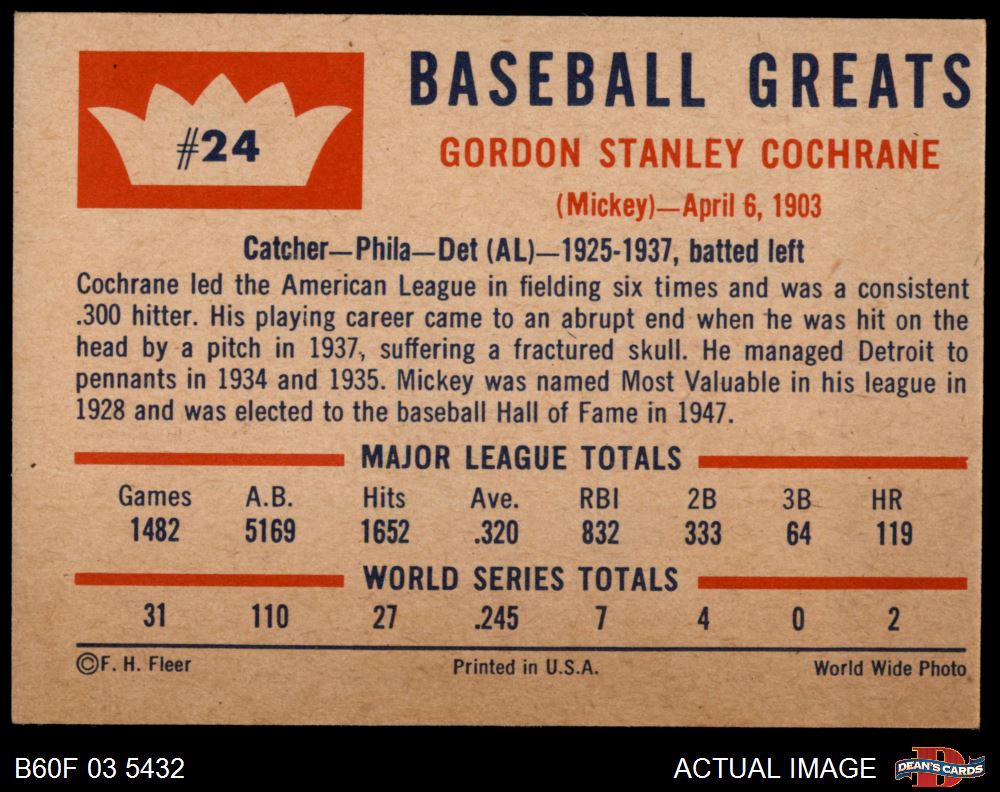 #24
BASEBALL GREATS
GORDON STANLEY COCHRANE
(Mickey)—April 6, 1903
Catcher—Phila—Det (AL)—1925-1937, batted left
Cochrane led the American League in fielding six times and was a consistent
.300 hitter. His playing career came to an abrupt end when he was hit on the
head by a pitch in 1937, suffering a fractured skull. He managed Detroit to
pennants in 1934 and 1935. Mickey was named Most Valuable in his league in
1928 and was elected to the baseball Hall of Fame in 1947.
MAJOR LEAGUE TOTALS
Games A.B. Hits Ave. RBI 2B 3B HR
1482 5169 1652 .320 832 333 64 119
WORLD SERIES TOTALS
31 110 27 .245 7 4 0 2
©F. H. Fleer Printed in U.S.A. World Wide Photo
B60F 03 5432 ACTUAL IMAGE DEAN'S CARDS